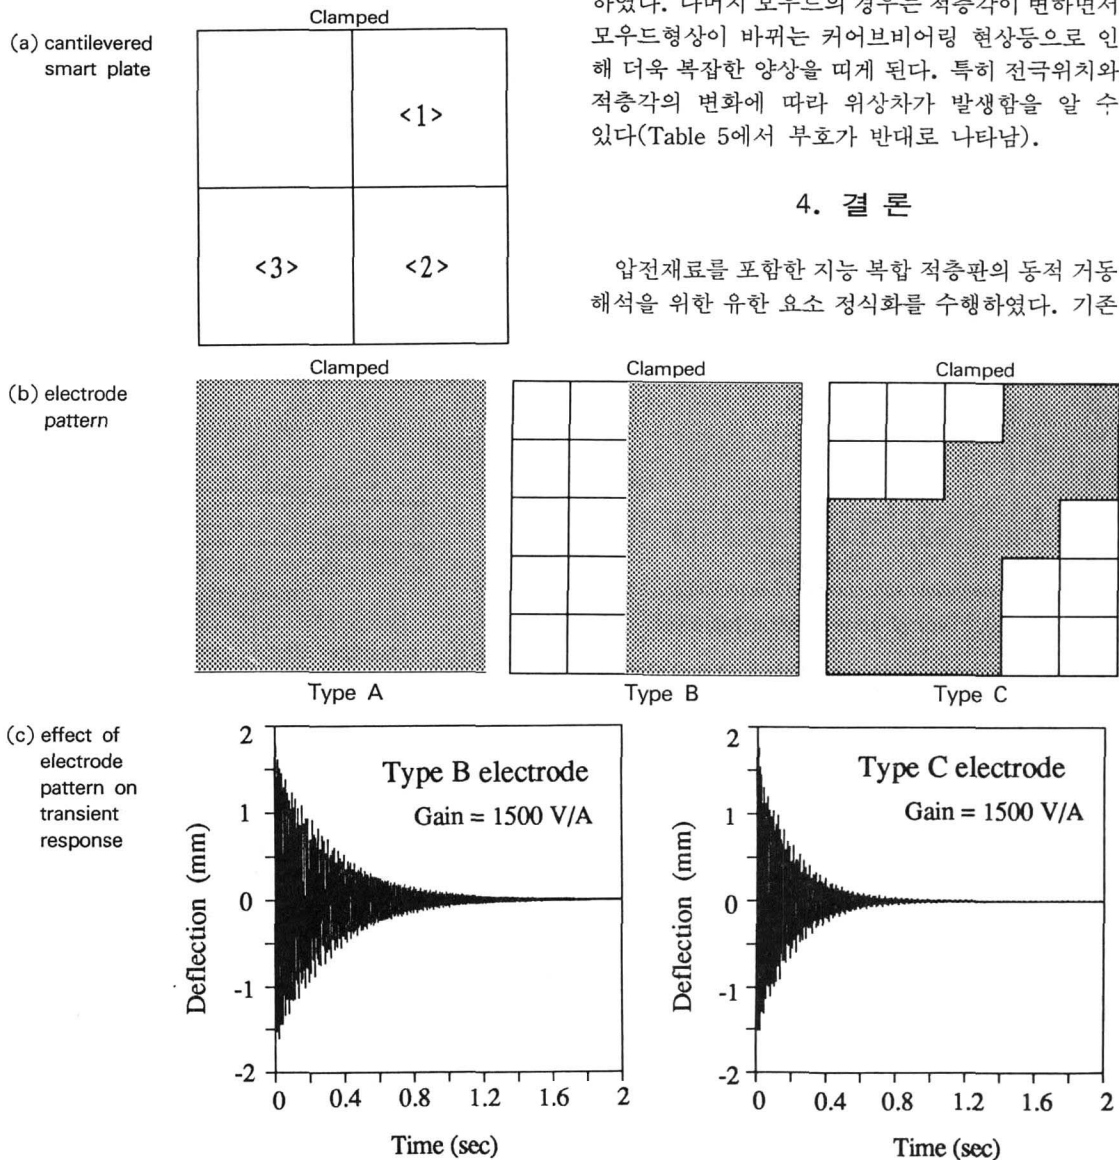 하였다. 나머지 모우드의 경우는 적층각이 변하면서
모우드형상이 바뀌는 커어브비어링 현상등으로 인
해 더욱 복잡한 양상을 띠게 된다. 특히 전극위치와
적층각의 변화에 따라 위상차가 발생함을 알 수
있다(Table 5에서 부호가 반대로 나타남).
4. 결 론
압전재료를 포함한 지능 복합 적층판의 동적 거동
해석을 위한 유한 요소 정식화를 수행하였다. 기존
(a) cantilevered
smart plate
Clamped
<1>
<3> <2>
(b) electrode
pattern
Clamped Clamped Clamped
Type A Type B Type C
(c) effect of
electrode
pattern on
transient
response
Type B electrode
Gain = 1500 V/A
Deflection (mm)
2
1
0
-1
-2
0 0.4 0.8 1.2 1.6 2
Time (sec)
Type C electrode
Gain = 1500 V/A
Deflection (mm)
2
1
0
-1
-2
0 0.4 0.8 1.2 1.6 2
Time (sec)